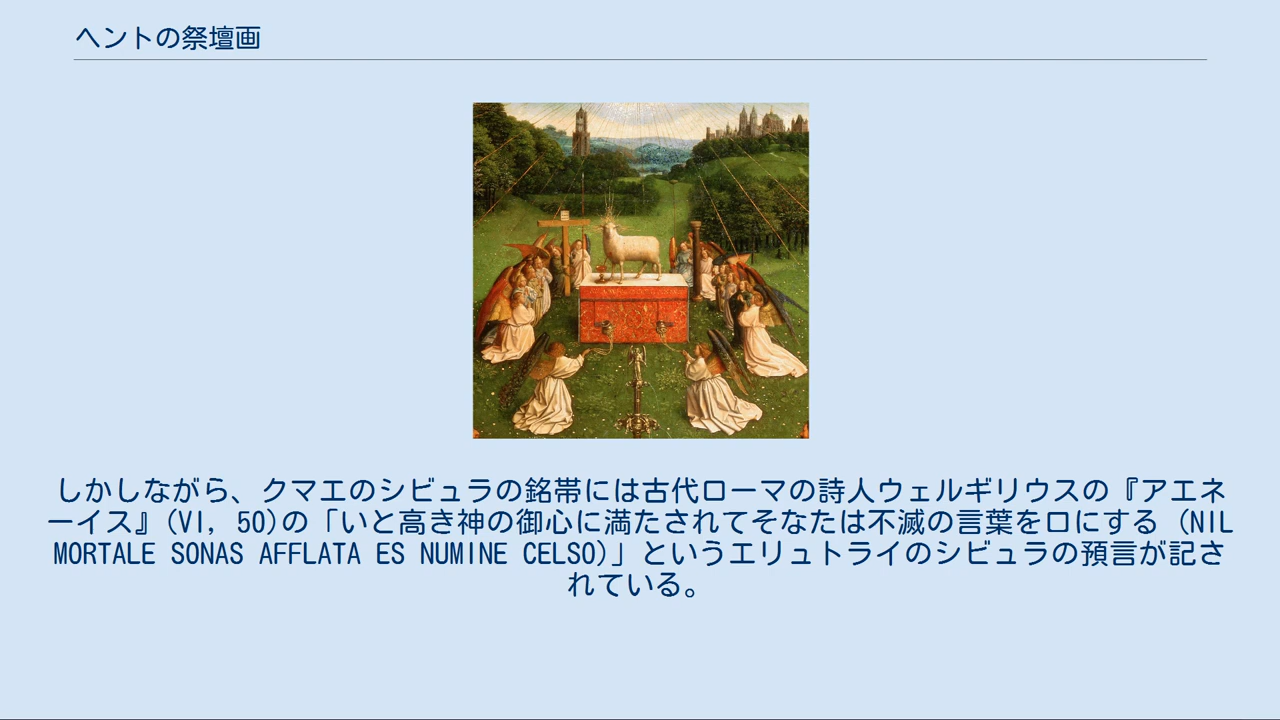 ヘントの祭壇画
しかしながら、クマエのシビュラの銘帯には古代ローマの詩人ウェルギリウスの『アエネ
ーイス』(VI, 50)の「いと高き神の御心に満たされてそなたは不滅の言葉を口にする (NIL
MORTALE SONAS AFFLATA ES NUMINE CELSO)」というエリュトライのシビュラの預言が記さ
れている。